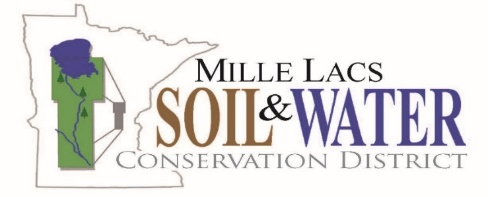 MILLE LACS
SOIL & WATER
CONSERVATION DISTRICT